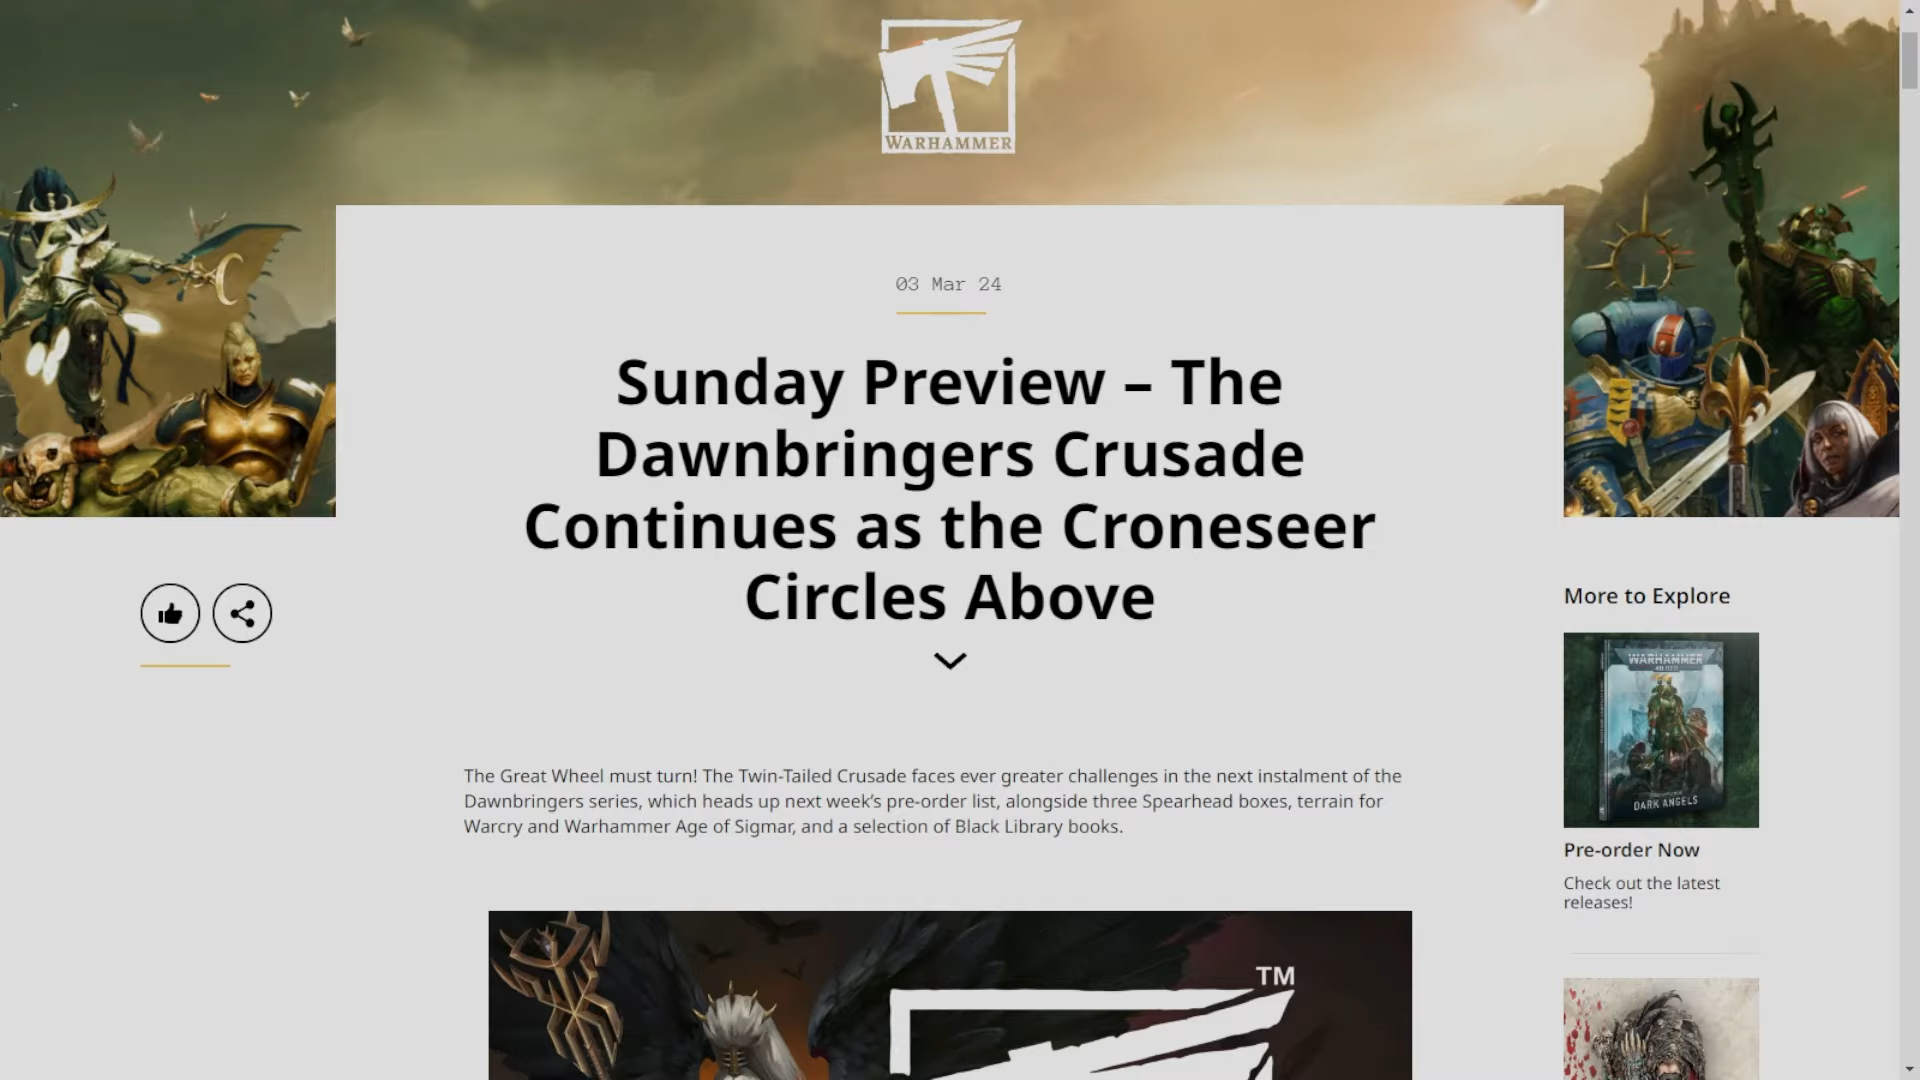 WARHAMMER
03 Mar 24
Sunday Preview – The
Dawnbringers Crusade
Continues as the Croneseer
Circles Above
The Great Wheel must turn! The Twin-Tailed Crusade faces ever greater challenges in the next instalment of the
Dawnbringers series, which heads up next week’s pre-order list, alongside three Spearhead boxes, terrain for
Warcry and Warhammer Age of Sigmar, and a selection of Black Library books.
TM
More to Explore
WARHAMMER
40,000
DARK ANGELS
Pre-order Now
Check out the latest
releases!